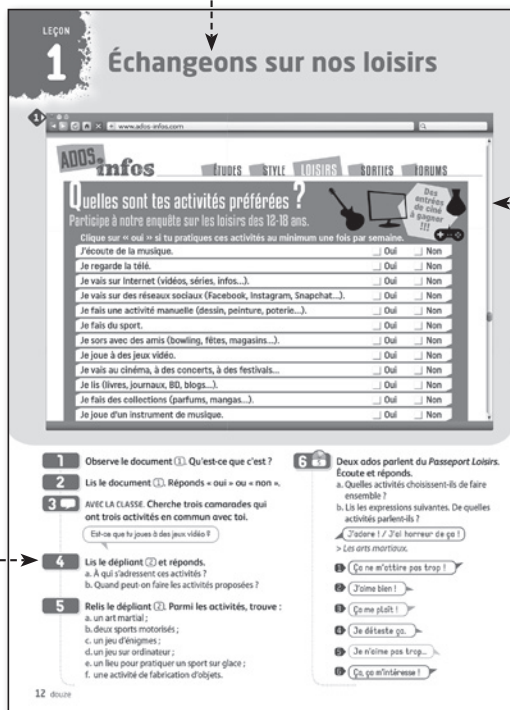 LEÇON
1
Échangeons sur nos loisirs
1
www.ados-infos.com
ADOS.
infos
ÉTUDES STYLE LOISIRS SORTIES FORUMS
Quelles sont tes activités préférées ?
Participe à notre enquête sur les loisirs des 12-18 ans.
Des
entrées
de ciné
à gagner
!!!
Clique sur « oui » si tu pratiques ces activités au minimum une fois par semaine.
J'écoute de la musique. Oui Non
Je regarde la télé. Oui Non
Je vais sur Internet (vidéos, séries, infos...). Oui Non
Je vais sur des réseaux sociaux (Facebook, Instagram, Snapchat...). Oui Non
Je fais une activité manuelle (dessin, peinture, poterie...). Oui Non
Je fais du sport. Oui Non
Je sors avec des amis (bowling, fêtes, magasins...). Oui Non
Je joue à des jeux vidéo. Oui Non
Je vais au cinéma, à des concerts, à des festivals... Oui Non
Je lis (livres, journaux, BD, blogs...). Oui Non
Je fais des collections (parfums, mangas...). Oui Non
Je joue d'un instrument de musique. Oui Non
1 Observe le document 1. Qu'est-ce que c'est ?
2 Lis le document 1. Réponds « oui » ou « non ».
3 AVEC LA CLASSE. Cherche trois camarades qui
ont trois activités en commun avec toi.
Est-ce que tu joues à des jeux vidéo ?
4 Lis le dépliant 2 et réponds.
a. À qui s'adressent ces activités ?
b. Quand peut-on faire les activités proposées ?
5 Relis le dépliant 2. Parmi les activités, trouve :
a. un art martial ;
b. deux sports motorisés ;
c. un jeu d'énigmes ;
d. un jeu sur ordinateur ;
e. un lieu pour pratiquer un sport sur glace ;
f. une activité de fabrication d'objets.
6 Deux ados parlent du Passeport Loisirs.
Écoute et réponds.
a. Quelles activités choisissent-ils de faire
ensemble ?
b. Lis les expressions suivantes. De quelles
activités parlent-ils ?
J'adore ! / J'ai horreur de ça !
> Les arts martiaux.
1 Ça ne m'attire pas trop !
2 J'aime bien !
3 Ça me plaît !
4 Je déteste ça.
5 Je n'aime pas trop...
6 Ça, ça m'intéresse !
12 douze